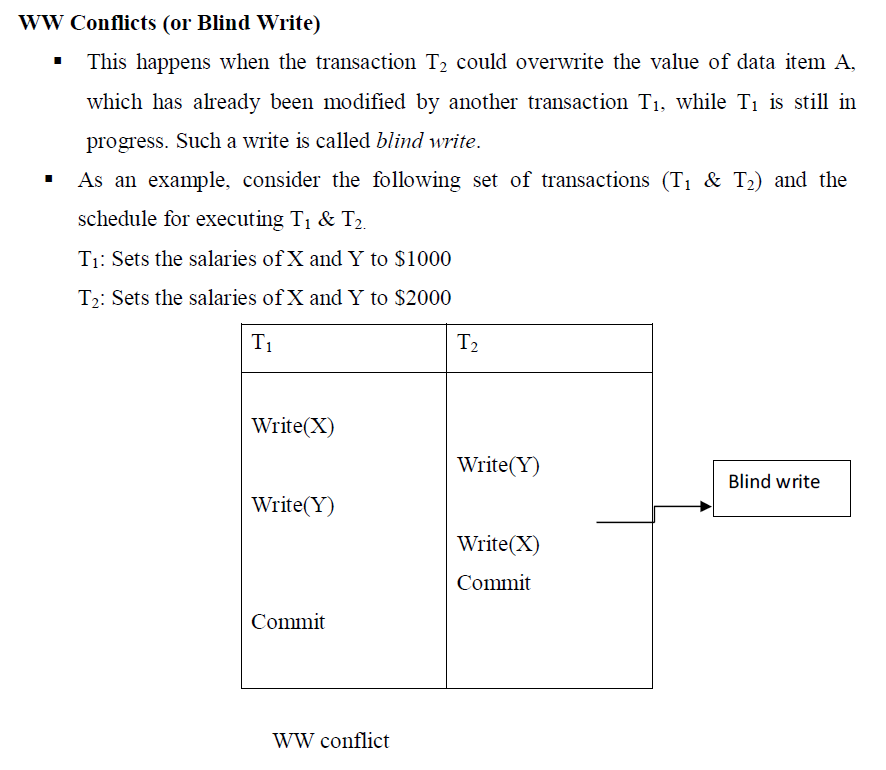 WW Conflicts (or Blind Write)
▪ This happens when the transaction T₂ could overwrite the value of data item A,
which has already been modified by another transaction T₁, while T₁ is still in
progress. Such a write is called blind write.
▪ As an example, consider the following set of transactions (T₁ & T₂) and the
schedule for executing T₁ & T₂.
T₁: Sets the salaries of X and Y to $1000
T₂: Sets the salaries of X and Y to $2000
T₁ T₂
Write(X)
Write(Y)
Blind write
Write(Y)
Write(X)
Commit
Commit
WW conflict